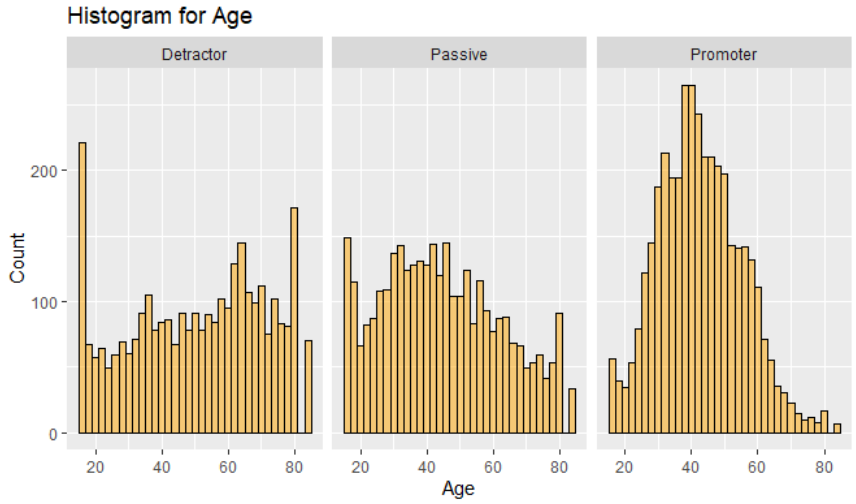 Histogram for Age
Detractor
Passive
Promoter
200
100
0
Count
20 40 60 80
20 40 60 80
20 40 60 80
Age